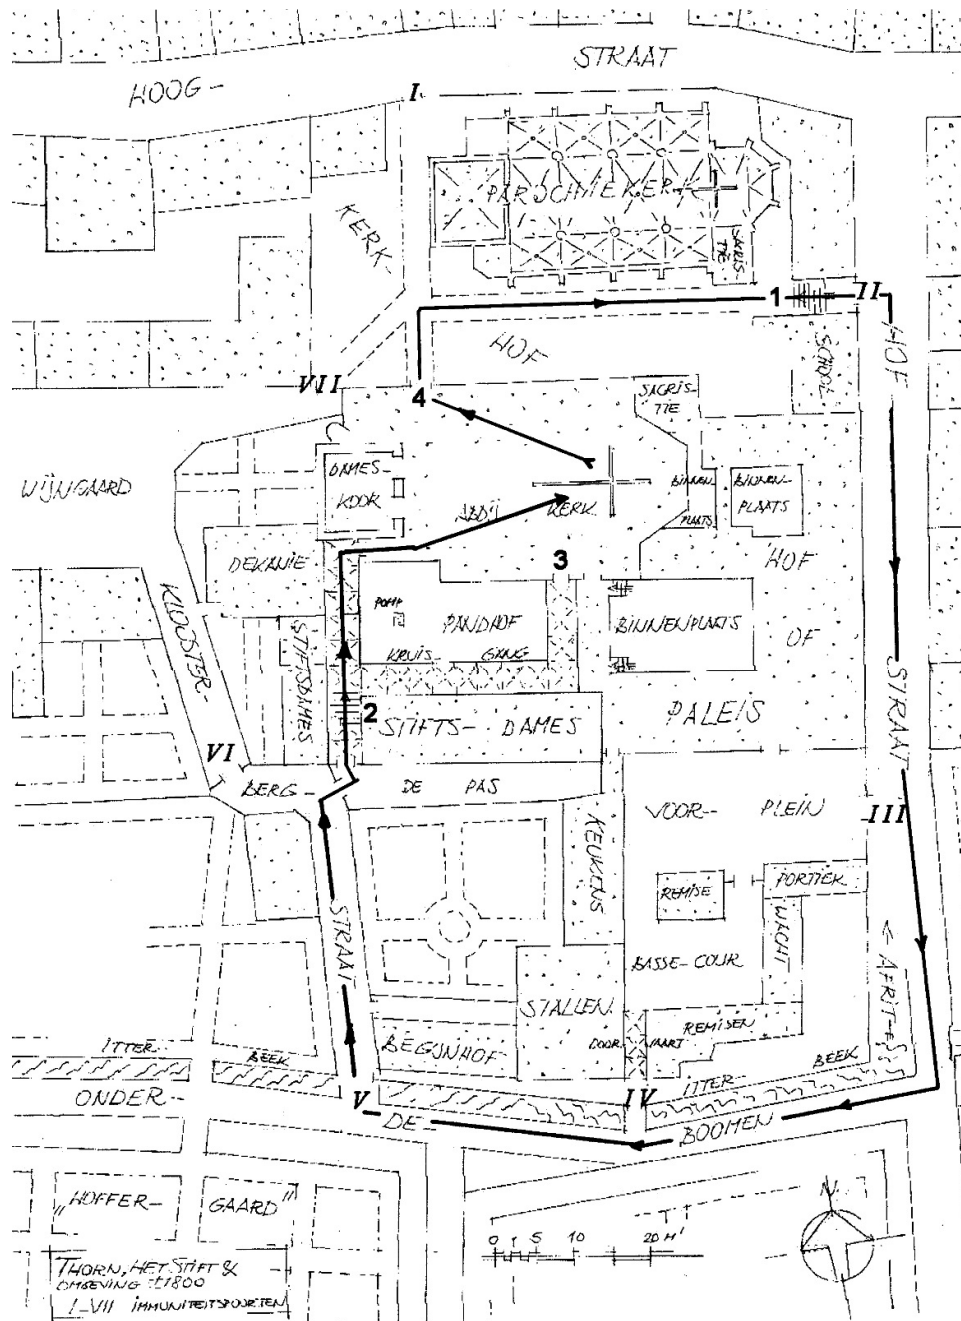 HOOG-
STRAAT
I
PAROCHIEKERK
SACRIS-
TIE
KERK-
1
II
HOF
HOF
SCHOOL
VII
4
SACRIS-
TIE
WIJNGAARD
DAMES-
KOOR
ABDIJ
KERK
BINNEN
PLAATS
BINNEN-
PLAATS
DEKANIE
3
HOF
OF
PALEIS
KLOOSTER-
POMP
PANDHOF
KRUIS-
GANG
BINNENPLAATS
STIFTSDAMES
2
STIFTS- DAMES
STRAAT
VI
BERG-
DE PAS
VOOR-
PLEIN
III
KEUKENS
REMISE
PORTIEK
WACHT
STRAAT
BASSE-COUR
← AFRIT-E
STALLEN
REMISEN
DOOR
VAART
BEGIJNHOF
ITTER
BEEK
ITTER
BEEK
ONDER-
V
DE
IV
BOOMEN
„HOFFER-
GAARD"
N
0 1 5 10 20 M'
THORN, HET STIFT &
OMGEVING ±1800
I-VII IMMUNITEITSPOORTEN